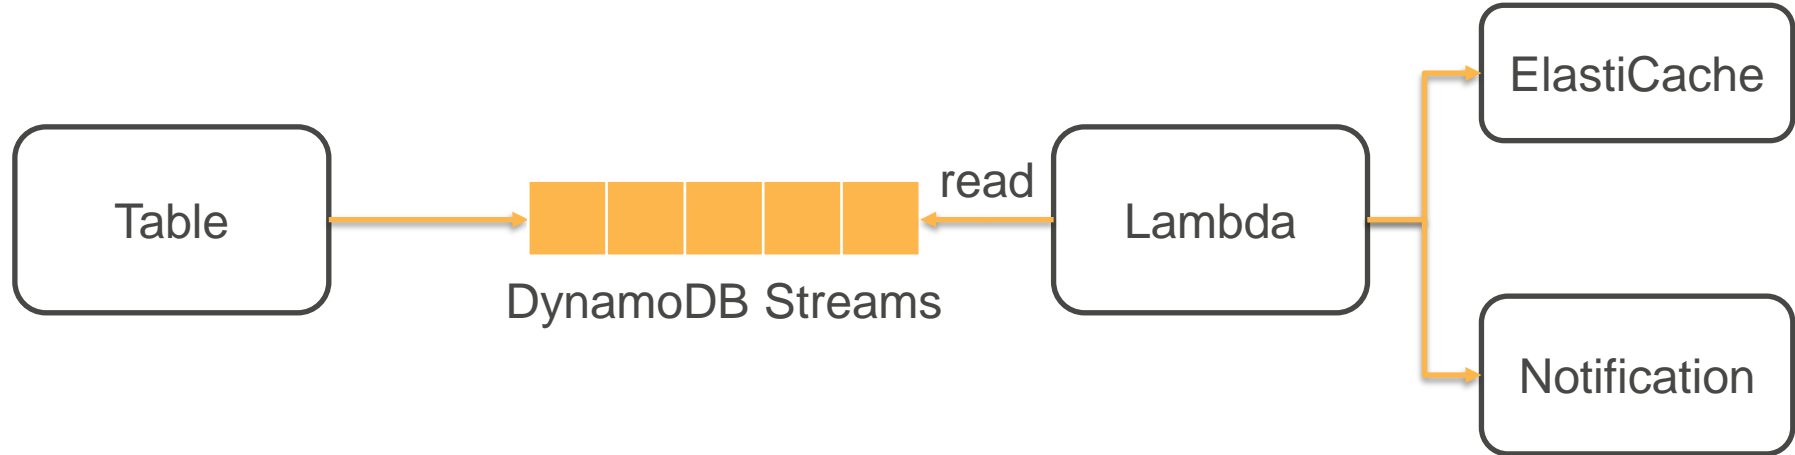 Table
DynamoDB Streams
read
Lambda
ElastiCache
Notification